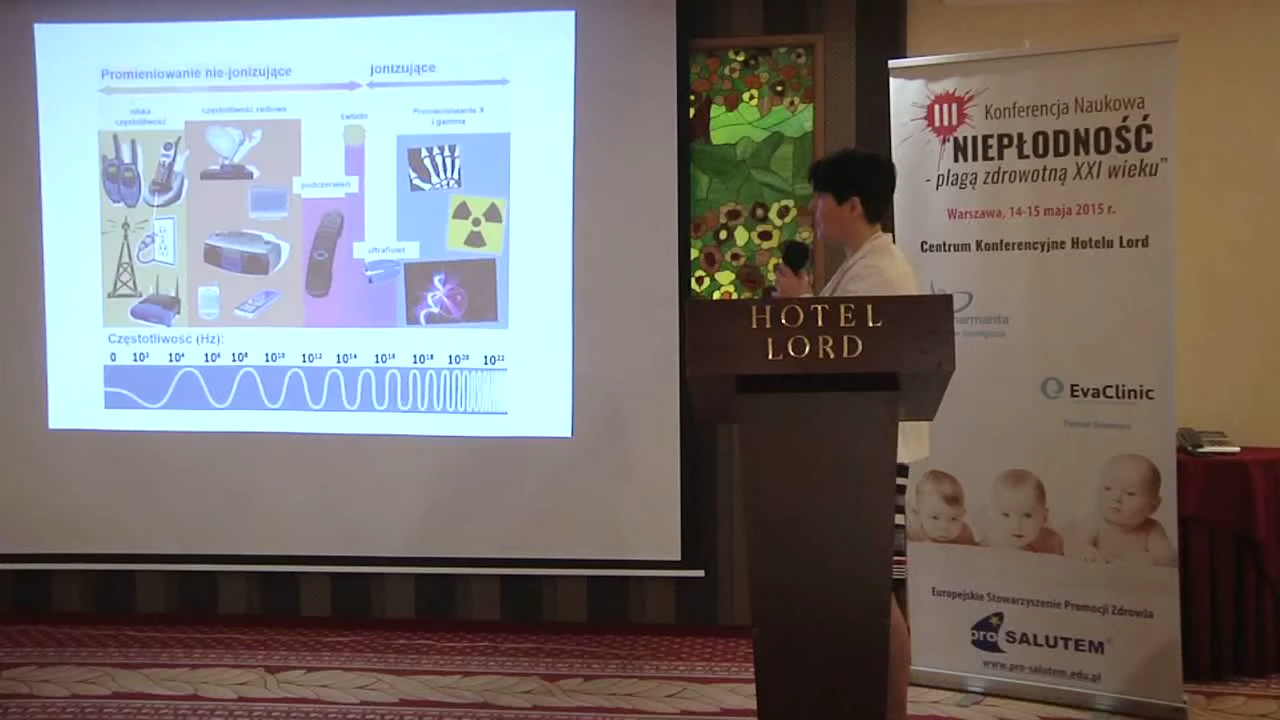 Promieniowanie nie-jonizujące
jonizujące
niska
częstotliwość
częstotliwość radiowa
światło
Promieniowanie X
i gamma
podczerwień
ultrafiolet
Częstotliwość (Hz):
0 10³ 10⁴ 10⁶ 10⁸ 10¹⁰ 10¹² 10¹⁴ 10¹⁶ 10¹⁸ 10²⁰ 10²²
HOTEL
LORD
III
Konferencja Naukowa
"NIEPŁODNOŚĆ
- plagą zdrowotną XXI wieku"
Warszawa, 14-15 maja 2015 r.
Centrum Konferencyjne Hotelu Lord
EvaClinic
Europejskie Stowarzyszenie Promocji Zdrowia
pro SALUTEM®
www.pro-salutem.edu.pl